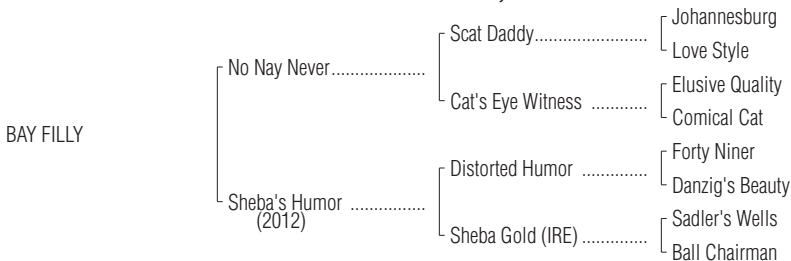 Johannesburg
Scat Daddy.......................
Love Style
No Nay Never.....................
Elusive Quality
Cat's Eye Witness ............
Comical Cat
BAY FILLY
Forty Niner
Distorted Humor ..............
Danzig's Beauty
Sheba's Humor ................
(2012)
Sadler's Wells
Sheba Gold (IRE) ..............
Ball Chairman